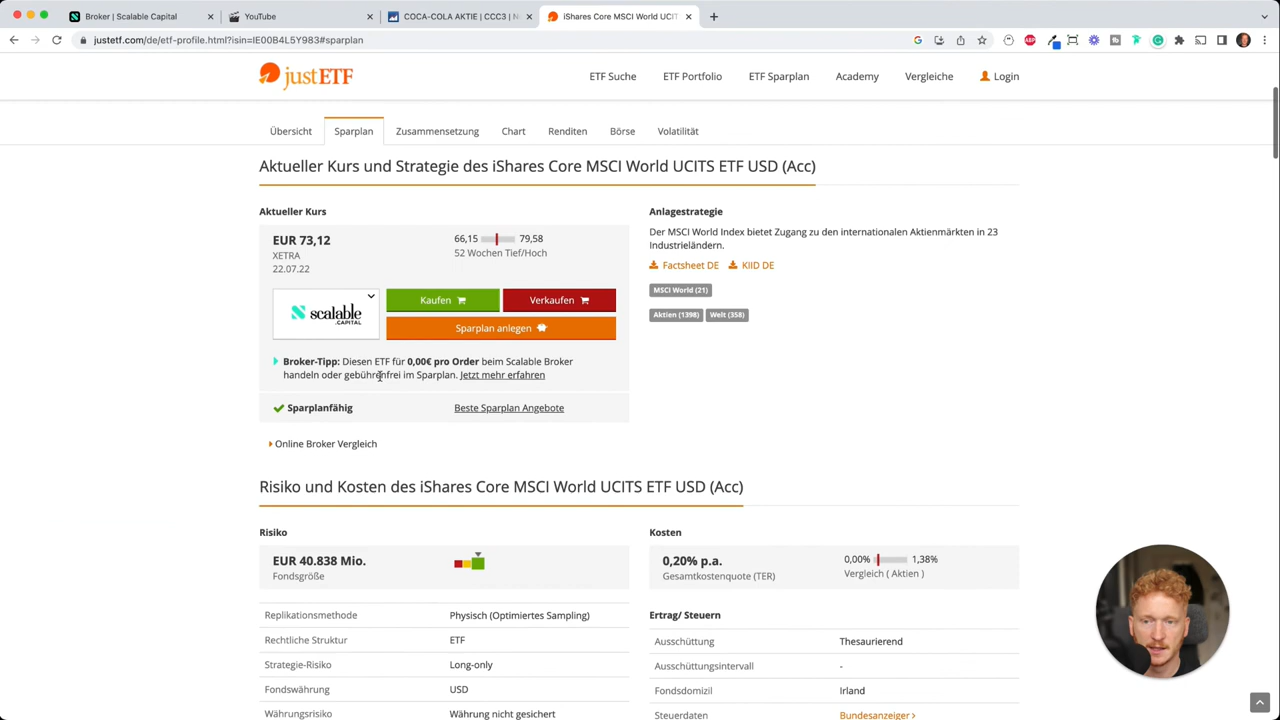 Broker | Scalable Capital
YouTube
COCA-COLA AKTIE | CCC3 |
iShares Core MSCI World UCIT
justetf.com/de/etf-profile.html?isin=IE00B4L5Y983#sparplan
justETF
ETF Suche
ETF Portfolio
ETF Sparplan
Academy
Vergleiche
Login
Übersicht
Sparplan
Zusammensetzung
Chart
Renditen
Börse
Volatilität
Aktueller Kurs und Strategie des iShares Core MSCI World UCITS ETF USD (Acc)
Aktueller Kurs
EUR 73,12
XETRA
22.07.22
66,15 79,58
52 Wochen Tief/Hoch
scalable
.CAPITAL
Kaufen
Verkaufen
Sparplan anlegen
Broker-Tipp: Diesen ETF für 0,00€ pro Order beim Scalable Broker
handeln oder gebührenfrei im Sparplan. Jetzt mehr erfahren
Sparplanfähig
Beste Sparplan Angebote
Online Broker Vergleich
Anlagestrategie
Der MSCI World Index bietet Zugang zu den internationalen Aktienmärkten in 23
Industrieländern.
Factsheet DE KIID DE
MSCI World (21)
Aktien (1398) Welt (358)
Risiko und Kosten des iShares Core MSCI World UCITS ETF USD (Acc)
Risiko
EUR 40.838 Mio.
Fondsgröße
Replikationsmethode Physisch (Optimiertes Sampling)
Rechtliche Struktur ETF
Strategie-Risiko Long-only
Fondswährung USD
Währungsrisiko Währung nicht gesichert
Kosten
0,20% p.a.
Gesamtkostenquote (TER)
0,00% 1,38%
Vergleich ( Aktien )
Ertrag/ Steuern
Ausschüttung Thesaurierend
Ausschüttungsintervall -
Fondsdomizil Irland
Steuerdaten Bundesanzeiger